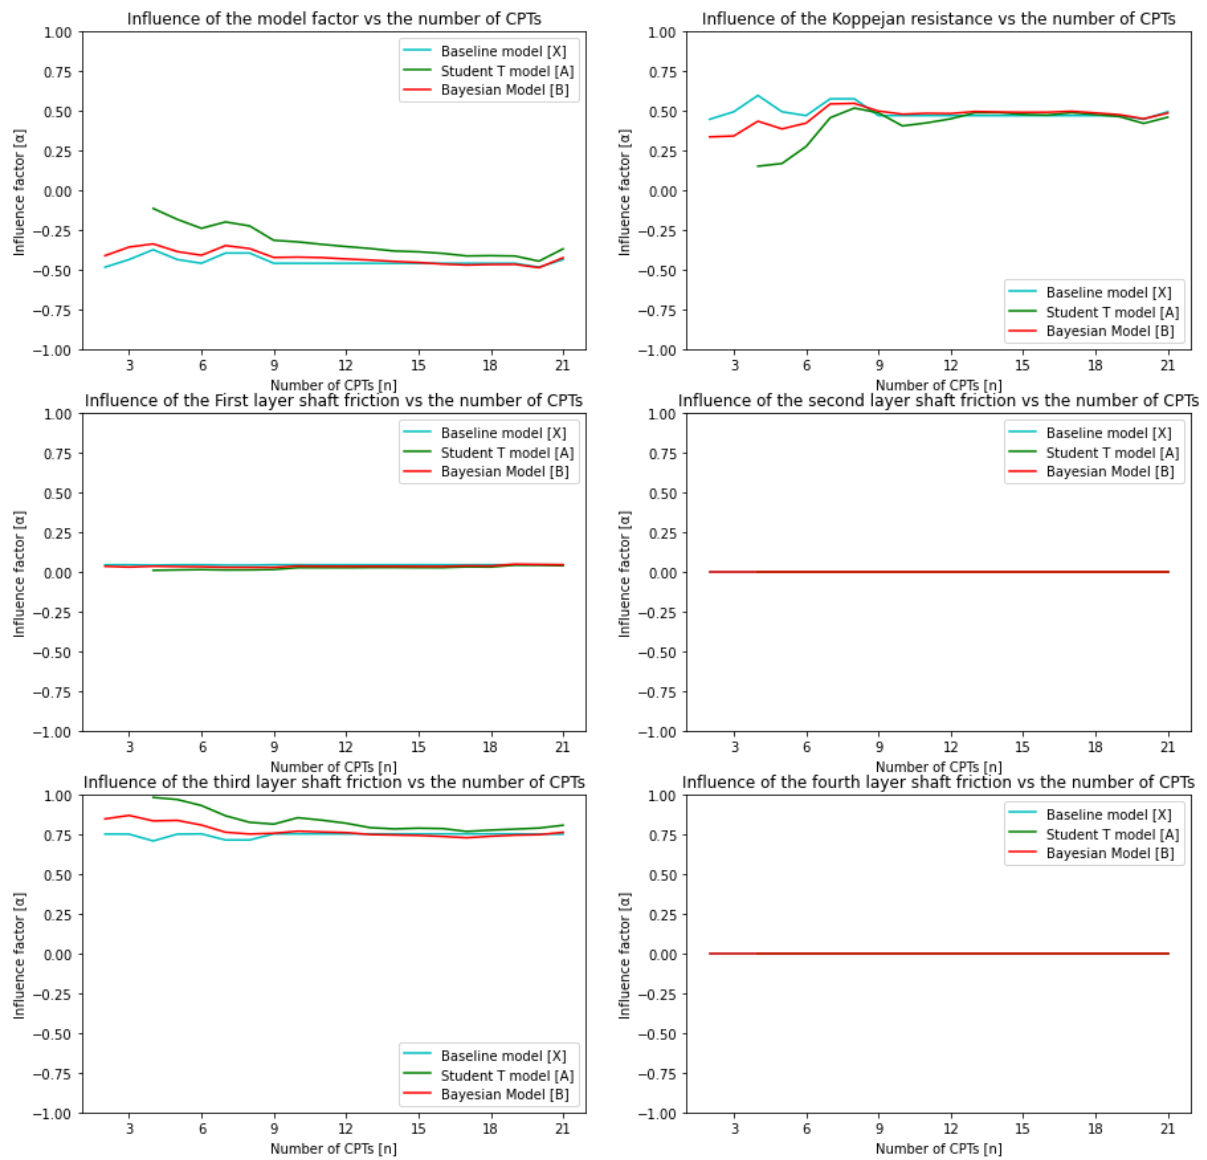 Influence of the model factor vs the number of CPTs
1.00
0.75
0.50
0.25
0.00
−0.25
−0.50
−0.75
−1.00
Influence factor [α]
Baseline model [X]
Student T model [A]
Bayesian Model [B]
3 6 9 12 15 18 21
Number of CPTs [n]
Influence of the Koppejan resistance vs the number of CPTs
1.00
0.75
0.50
0.25
0.00
−0.25
−0.50
−0.75
−1.00
Influence factor [α]
Baseline model [X]
Student T model [A]
Bayesian Model [B]
3 6 9 12 15 18 21
Number of CPTs [n]
Influence of the First layer shaft friction vs the number of CPTs
1.00
0.75
0.50
0.25
0.00
−0.25
−0.50
−0.75
−1.00
Influence factor [α]
Baseline model [X]
Student T model [A]
Bayesian Model [B]
3 6 9 12 15 18 21
Number of CPTs [n]
Influence of the second layer shaft friction vs the number of CPTs
1.00
0.75
0.50
0.25
0.00
−0.25
−0.50
−0.75
−1.00
Influence factor [α]
Baseline model [X]
Student T model [A]
Bayesian Model [B]
3 6 9 12 15 18 21
Number of CPTs [n]
Influence of the third layer shaft friction vs the number of CPTs
1.00
0.75
0.50
0.25
0.00
−0.25
−0.50
−0.75
−1.00
Influence factor [α]
Baseline model [X]
Student T model [A]
Bayesian Model [B]
3 6 9 12 15 18 21
Number of CPTs [n]
Influence of the fourth layer shaft friction vs the number of CPTs
1.00
0.75
0.50
0.25
0.00
−0.25
−0.50
−0.75
−1.00
Influence factor [α]
Baseline model [X]
Student T model [A]
Bayesian Model [B]
3 6 9 12 15 18 21
Number of CPTs [n]